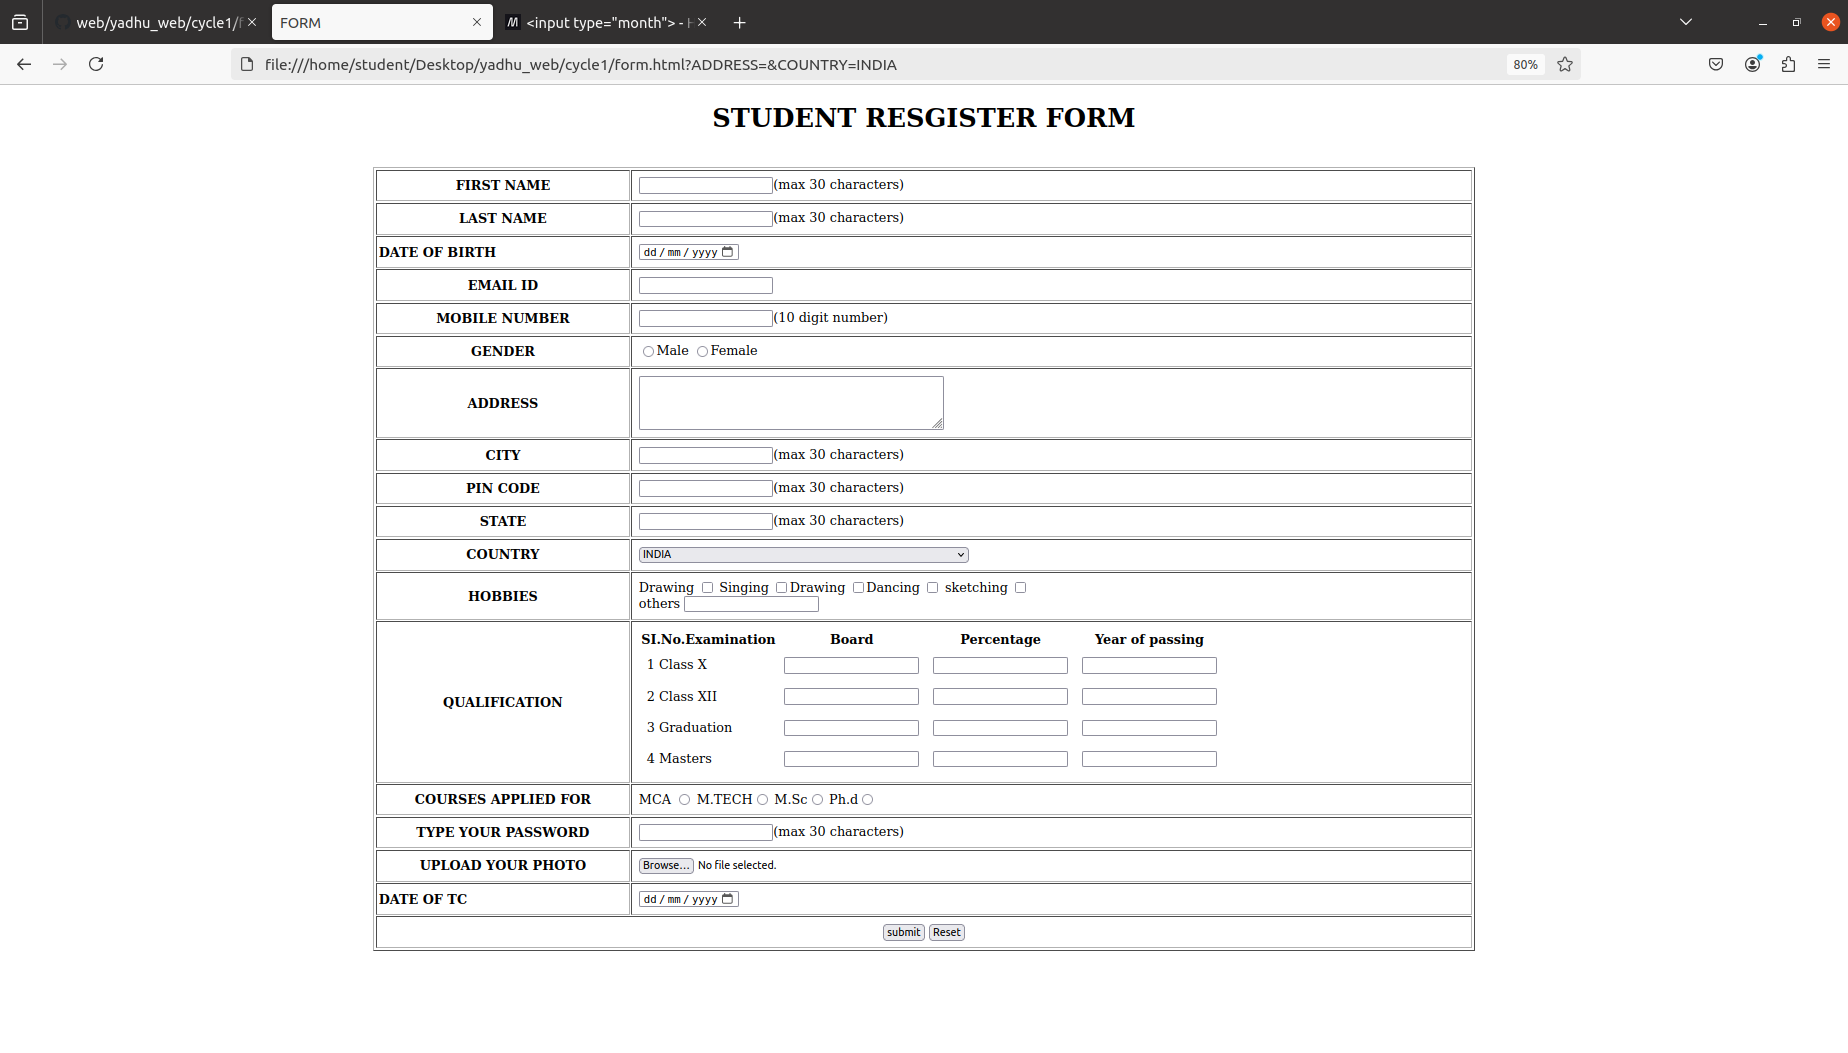 web/yadhu_web/cycle1/f
FORM
<input type="month"> - H
file:///home/student/Desktop/yadhu_web/cycle1/form.html?ADDRESS=&COUNTRY=INDIA
80%
STUDENT RESGISTER FORM
FIRST NAME (max 30 characters)
LAST NAME (max 30 characters)
DATE OF BIRTH dd/mm/yyyy
EMAIL ID
MOBILE NUMBER (10 digit number)
GENDER Male Female
ADDRESS
CITY (max 30 characters)
PIN CODE (max 30 characters)
STATE (max 30 characters)
COUNTRY INDIA
HOBBIES Drawing Singing Drawing Dancing sketching
others
QUALIFICATION
SI.No.Examination Board Percentage Year of passing
1 Class X
2 Class XII
3 Graduation
4 Masters
COURSES APPLIED FOR MCA M.TECH M.Sc Ph.d
TYPE YOUR PASSWORD (max 30 characters)
UPLOAD YOUR PHOTO Browse... No file selected.
DATE OF TC dd/mm/yyyy
submit Reset